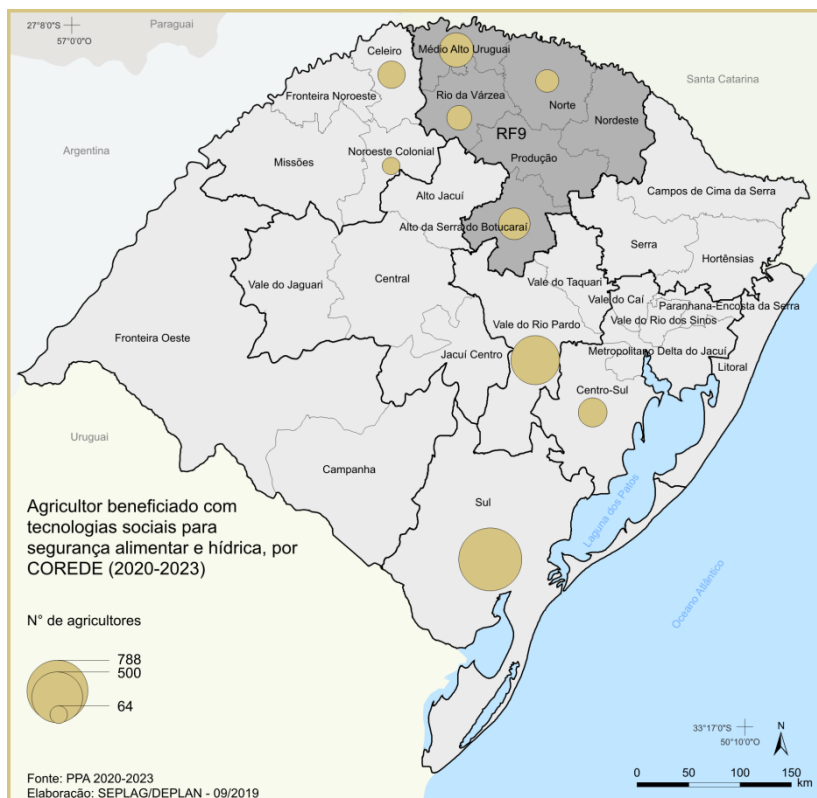 27°8'0"S
57°0'0"O
Paraguai
Celeiro
Médio Alto Uruguai
Santa Catarina
Fronteira Noroeste
Rio da Várzea
Norte
Nordeste
RF9
Argentina
Missões
Noroeste Colonial
Produção
Alto Jacuí
Campos de Cima da Serra
Alto da Serra do Botucaraí
Serra
Hortênsias
Vale do Jaguari
Central
Vale do Taquari
Vale do Caí
Paranhana-Encosta da Serra
Vale do Rio dos Sinos
Vale do Rio Pardo
Fronteira Oeste
Jacuí Centro
Metropolitano Delta do Jacuí
Litoral
Centro-Sul
Uruguai
Campanha
Sul
Laguna dos Patos
Oceano Atlântico
Agricultor beneficiado com
tecnologias sociais para
segurança alimentar e hídrica, por
COREDE (2020-2023)
N° de agricultores
788
500
64
33°17'0"S
50°10'0"O
N
0 50 100 150
km
Fonte: PPA 2020-2023
Elaboração: SEPLAG/DEPLAN - 09/2019